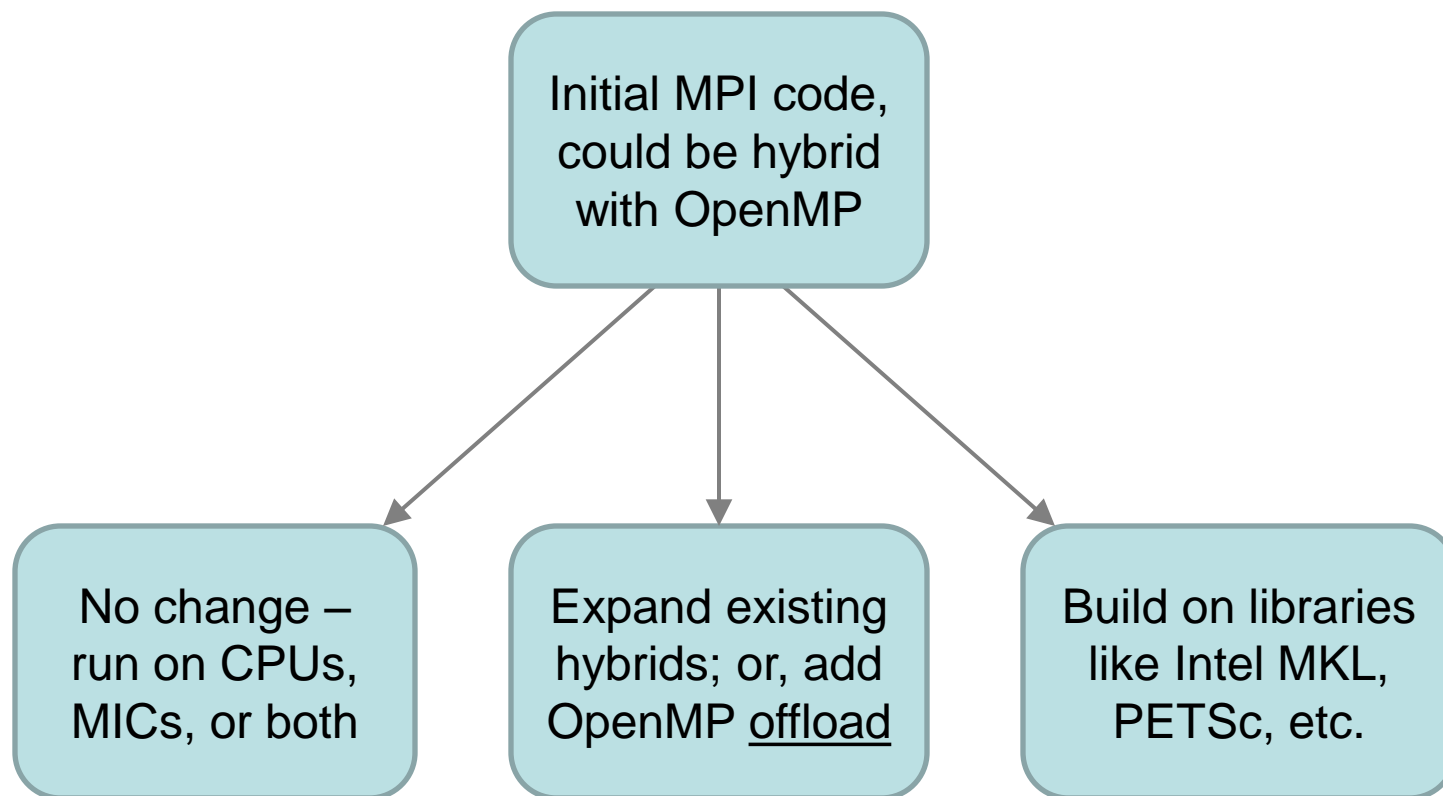 Initial MPI code,
could be hybrid
with OpenMP
No change –
run on CPUs,
MICs, or both
Expand existing
hybrids; or, add
OpenMP offload
Build on libraries
like Intel MKL,
PETSc, etc.